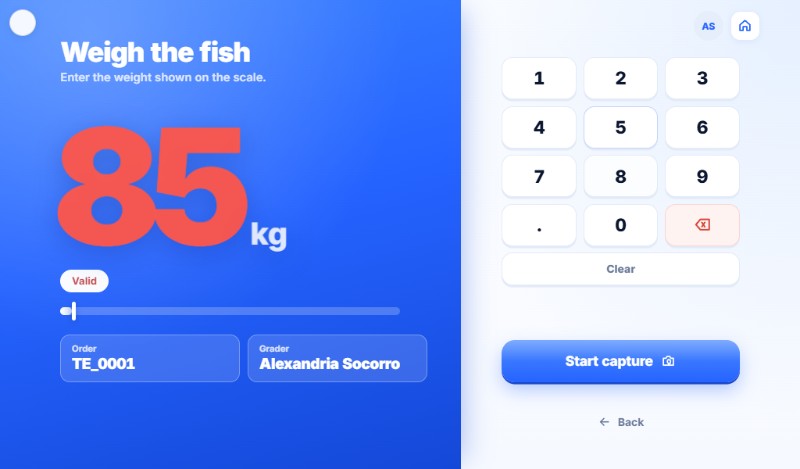 Weigh the fish
Enter the weight shown on the scale.
85 kg
Valid
Order
TE_0001
Grader
Alexandria Socorro
AS
1 2 3
4 5 6
7 8 9
. 0
Clear
Start capture
Back